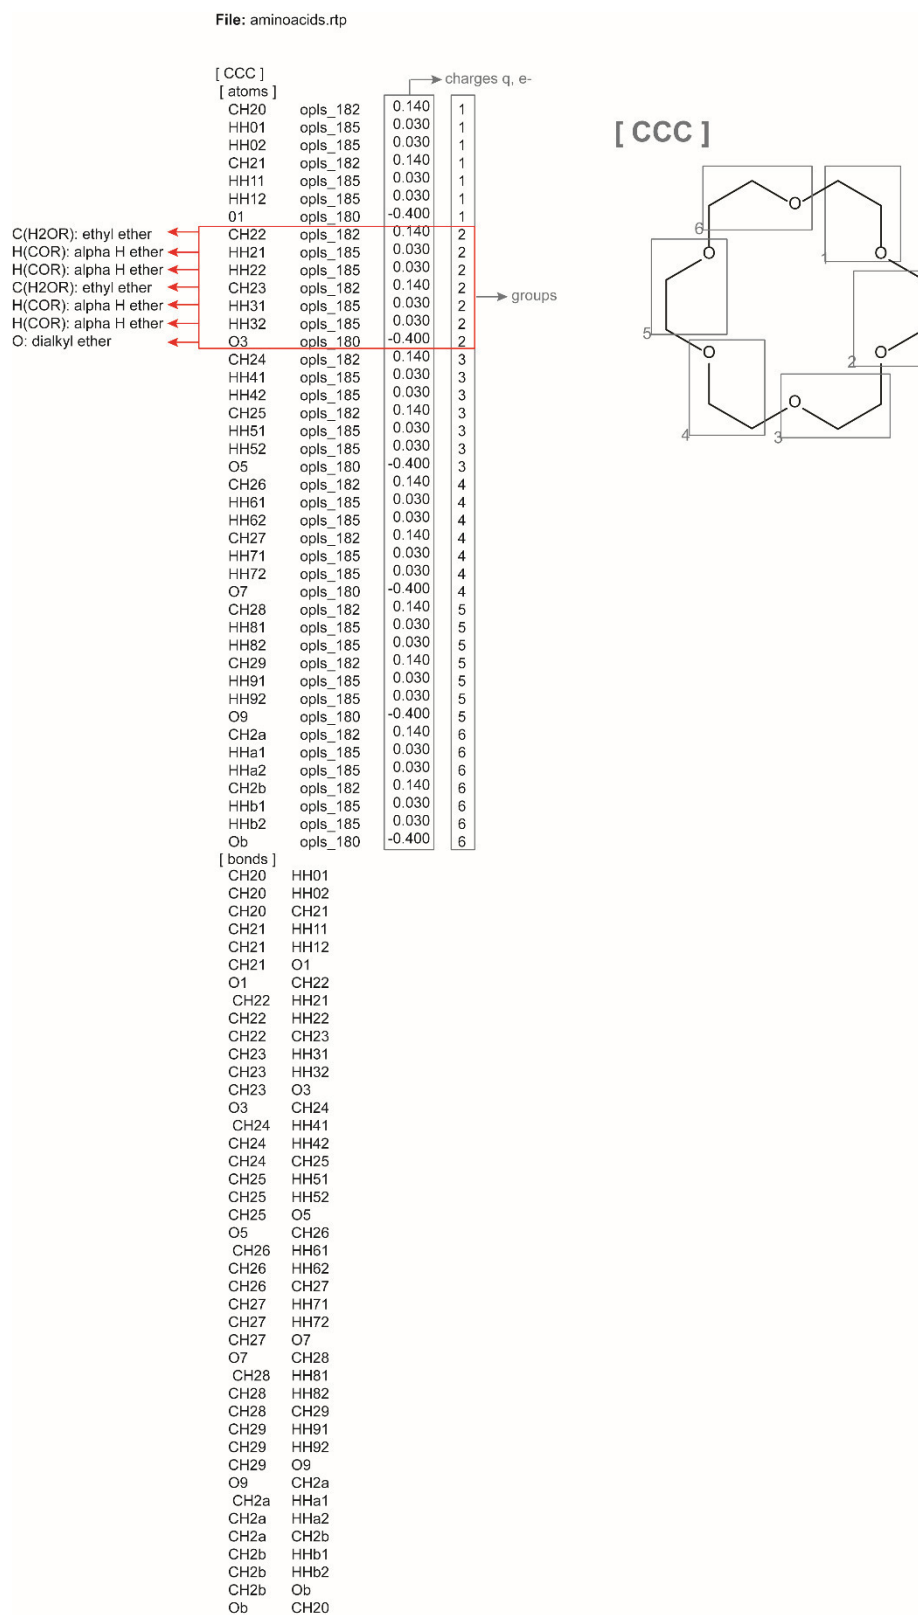 File: aminoacids.rtp
[ CCC ]
charges q, e-
[ atoms ]
CH20 opls_182 0.140 1
HH01 opls_185 0.030 1
HH02 opls_185 0.030 1
CH21 opls_182 0.140 1
HH11 opls_185 0.030 1
HH12 opls_185 0.030 1
01 opls_180 -0.400 1
C(H2OR): ethyl ether CH22 opls_182 0.140 2
H(COR): alpha H ether HH21 opls_185 0.030 2
H(COR): alpha H ether HH22 opls_185 0.030 2
C(H2OR): ethyl ether CH23 opls_182 0.140 2
H(COR): alpha H ether HH31 opls_185 0.030 2
H(COR): alpha H ether HH32 opls_185 0.030 2
O: dialkyl ether O3 opls_180 -0.400 2
groups
CH24 opls_182 0.140 3
HH41 opls_185 0.030 3
HH42 opls_185 0.030 3
CH25 opls_182 0.140 3
HH51 opls_185 0.030 3
HH52 opls_185 0.030 3
O5 opls_180 -0.400 3
CH26 opls_182 0.140 4
HH61 opls_185 0.030 4
HH62 opls_185 0.030 4
CH27 opls_182 0.140 4
HH71 opls_185 0.030 4
HH72 opls_185 0.030 4
O7 opls_180 -0.400 4
CH28 opls_182 0.140 5
HH81 opls_185 0.030 5
HH82 opls_185 0.030 5
CH29 opls_182 0.140 5
HH91 opls_185 0.030 5
HH92 opls_185 0.030 5
O9 opls_180 -0.400 5
CH2a opls_182 0.140 6
HHa1 opls_185 0.030 6
HHa2 opls_185 0.030 6
CH2b opls_182 0.140 6
HHb1 opls_185 0.030 6
HHb2 opls_185 0.030 6
Ob opls_180 -0.400 6
[ bonds ]
CH20 HH01
CH20 HH02
CH20 CH21
CH21 HH11
CH21 HH12
CH21 O1
O1 CH22
CH22 HH21
CH22 HH22
CH22 CH23
CH23 HH31
CH23 HH32
CH23 O3
O3 CH24
CH24 HH41
CH24 HH42
CH24 CH25
CH25 HH51
CH25 HH52
CH25 O5
O5 CH26
CH26 HH61
CH26 HH62
CH26 CH27
CH27 HH71
CH27 HH72
CH27 O7
O7 CH28
CH28 HH81
CH28 HH82
CH28 CH29
CH29 HH91
CH29 HH92
CH29 O9
O9 CH2a
CH2a HHa1
CH2a HHa2
CH2a CH2b
CH2b HHb1
CH2b HHb2
CH2b Ob
Ob CH20
[ CCC ]
O
6
O 1 O
5
O 2 O
O
4 3